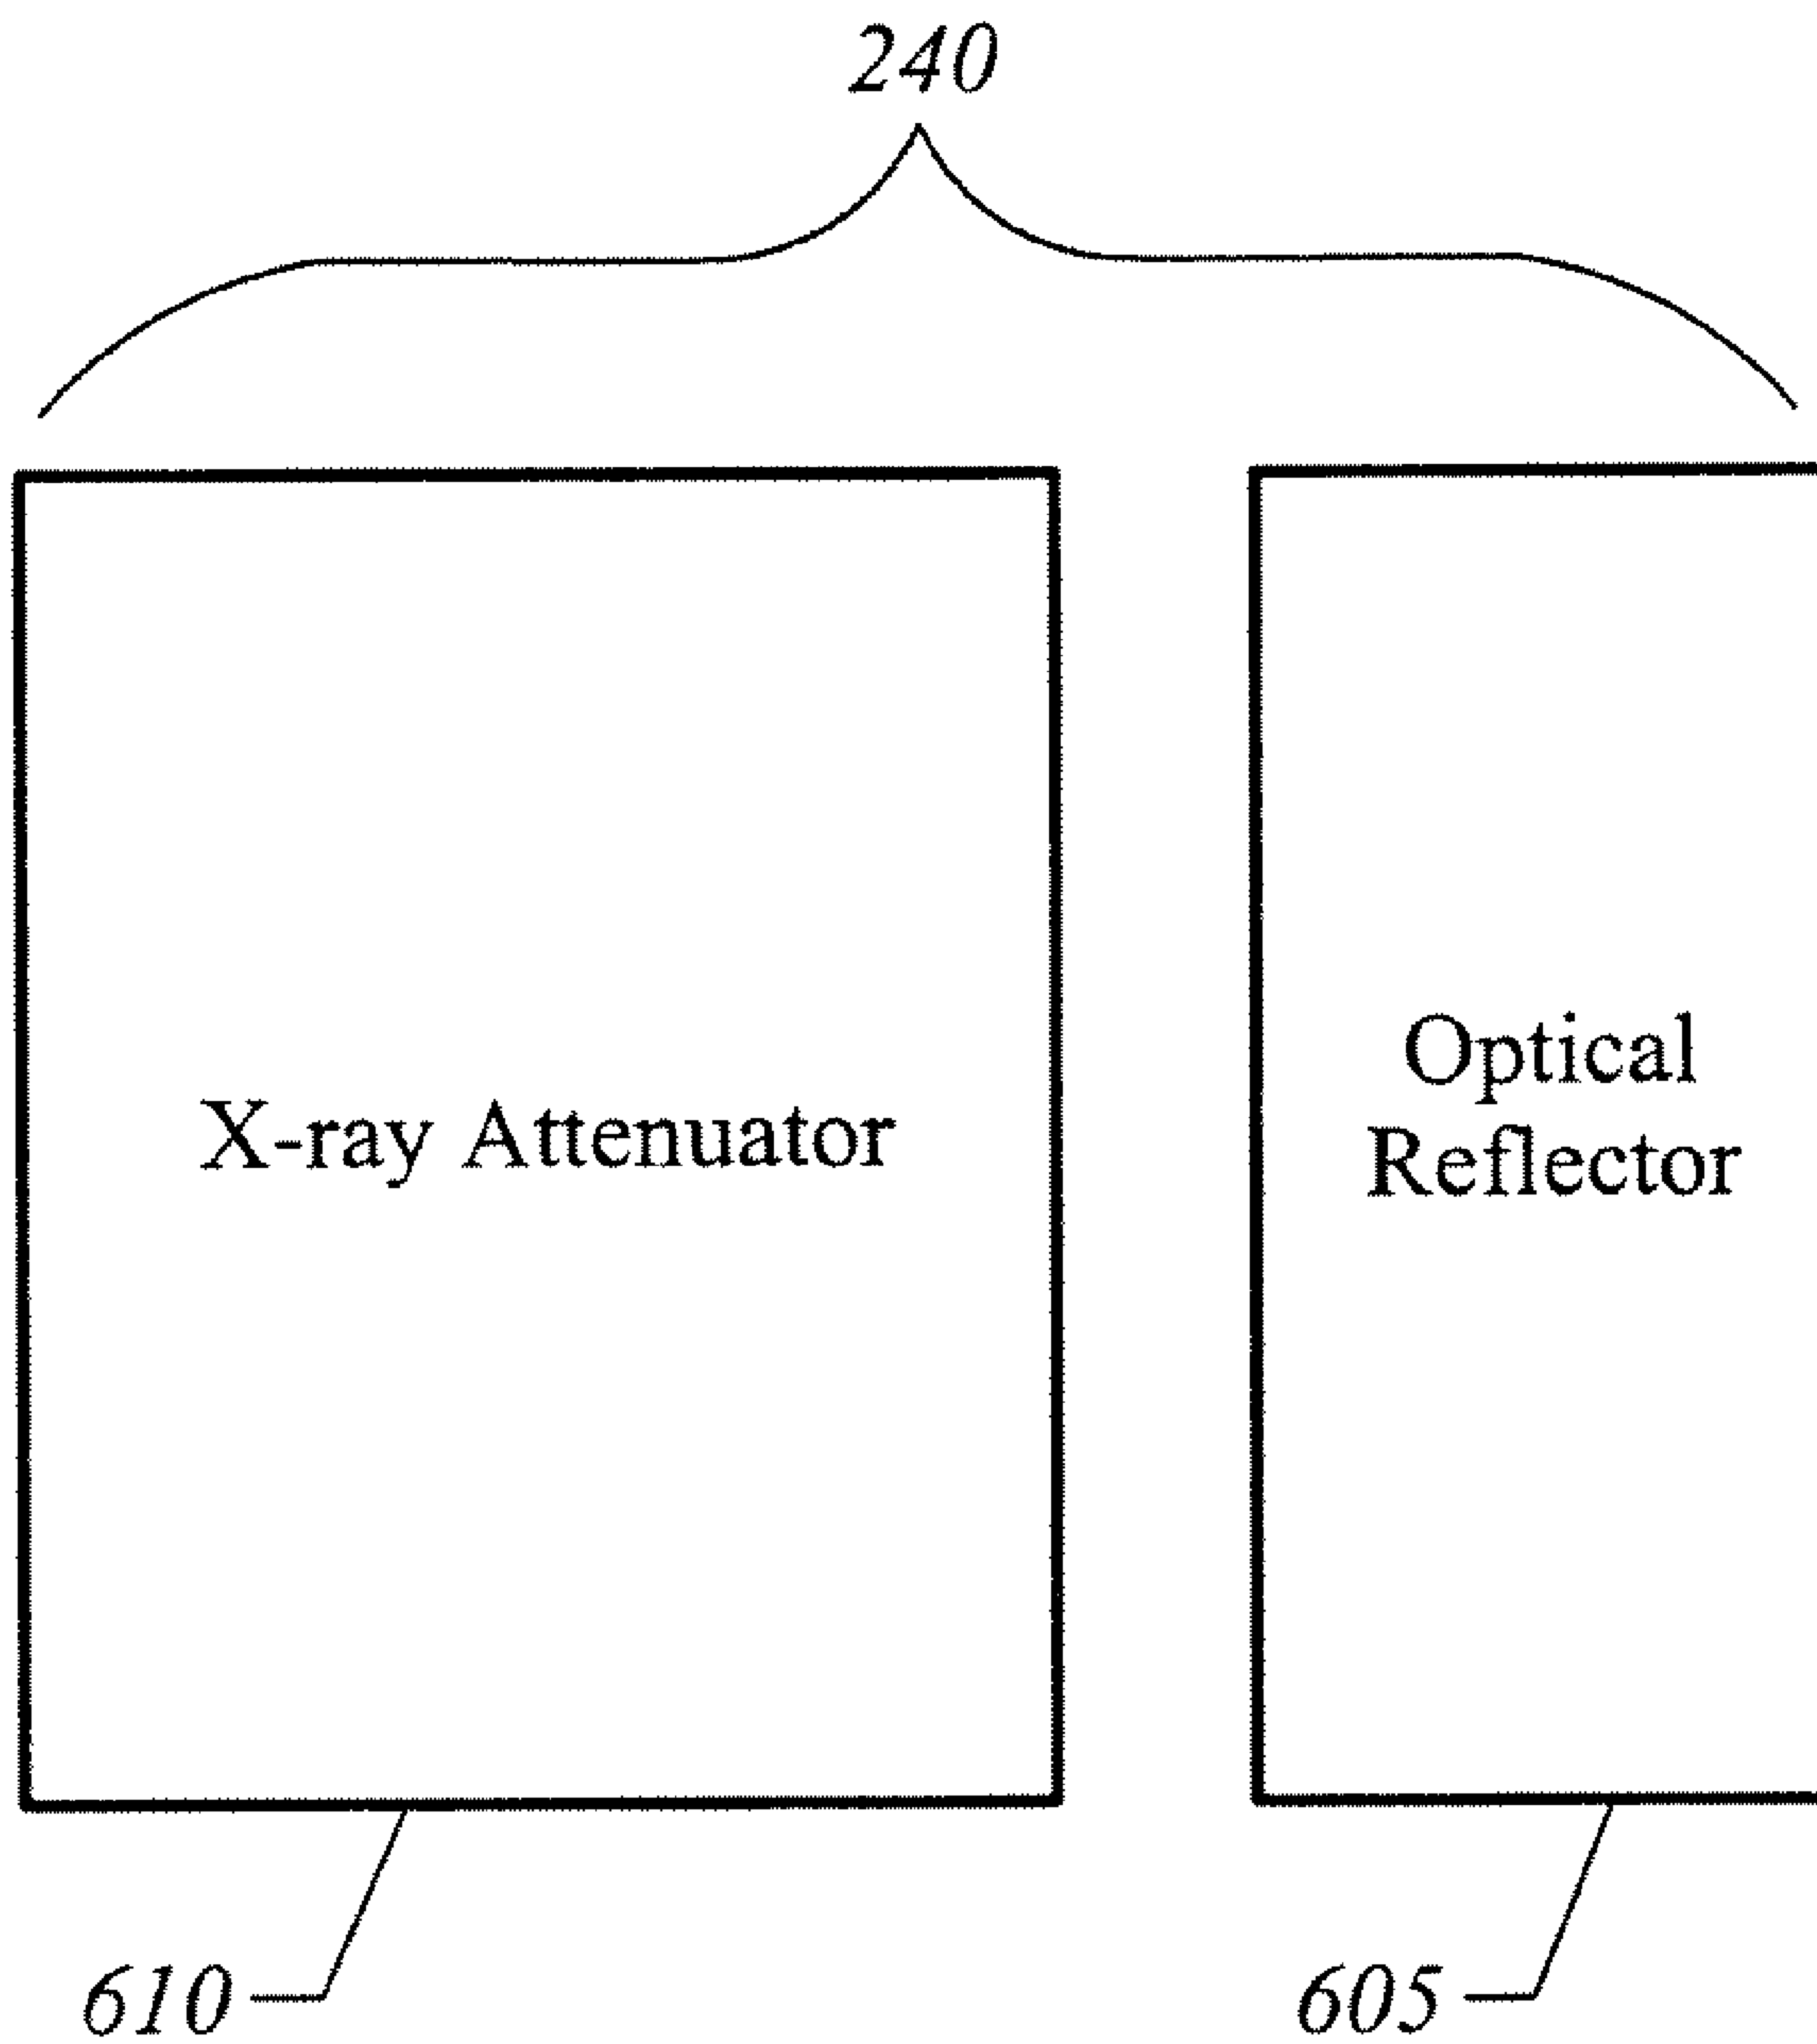 240
X-ray Attenuator
Optical
Reflector
610
605